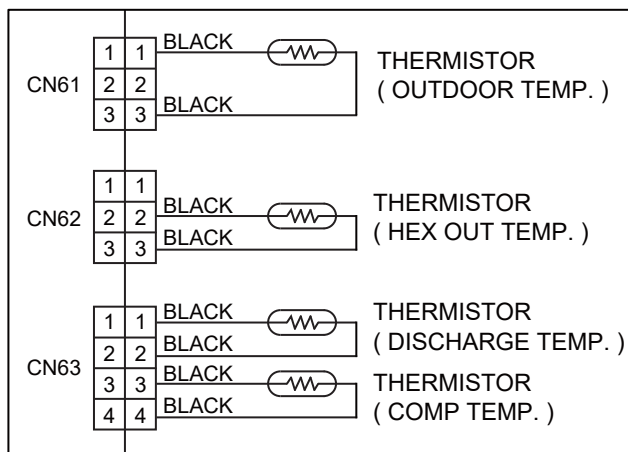 1 1 BLACK
THERMISTOR
CN61 2 2
( OUTDOOR TEMP. )
3 3 BLACK
1 1
CN62 2 2 BLACK
THERMISTOR
3 3 BLACK
( HEX OUT TEMP. )
1 1 BLACK
THERMISTOR
2 2 BLACK
( DISCHARGE TEMP. )
CN63
3 3 BLACK
THERMISTOR
4 4 BLACK
( COMP TEMP. )